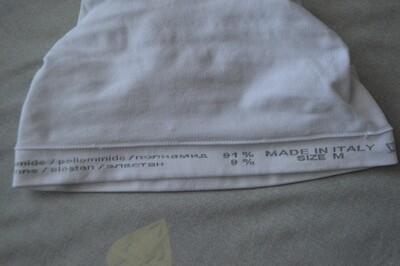 mide / poliammide / полиамид 91 % MADE IN ITALY
ane / elastan / эластан 9 % SIZE M